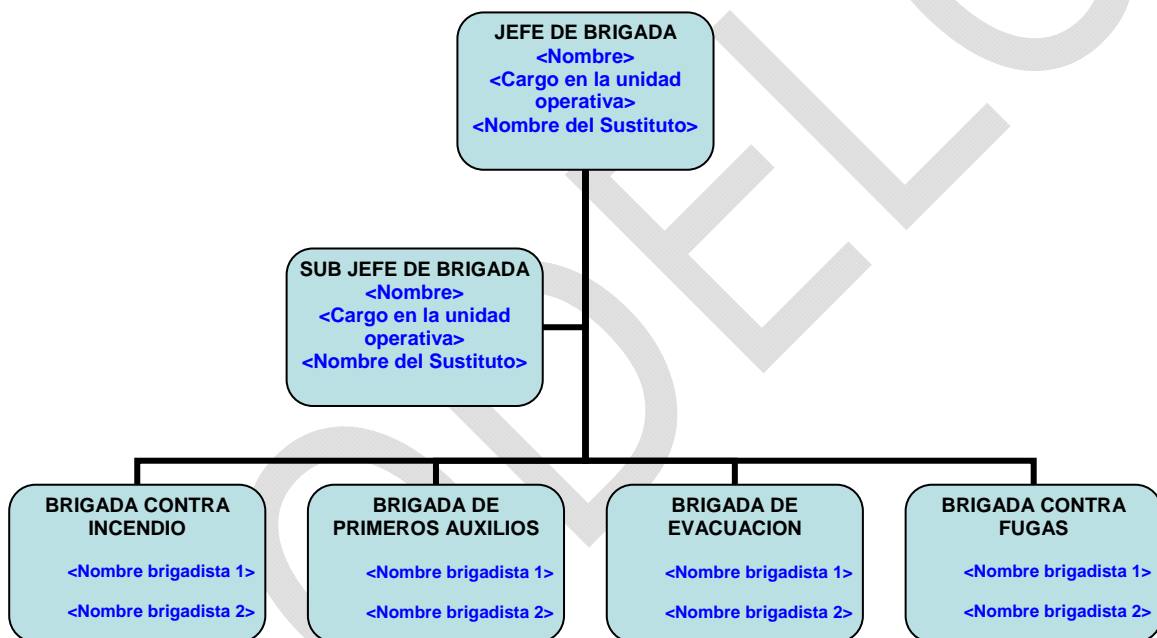 JEFE DE BRIGADA
<Nombre>
<Cargo en la unidad
operativa>
<Nombre del Sustituto>
SUB JEFE DE BRIGADA
<Nombre>
<Cargo en la unidad
operativa>
<Nombre del Sustituto>
BRIGADA CONTRA
INCENDIO
<Nombre brigadista 1>
<Nombre brigadista 2>
BRIGADA DE
PRIMEROS AUXILIOS
<Nombre brigadista 1>
<Nombre brigadista 2>
BRIGADA DE
EVACUACION
<Nombre brigadista 1>
<Nombre brigadista 2>
BRIGADA CONTRA
FUGAS
<Nombre brigadista 1>
<Nombre brigadista 2>